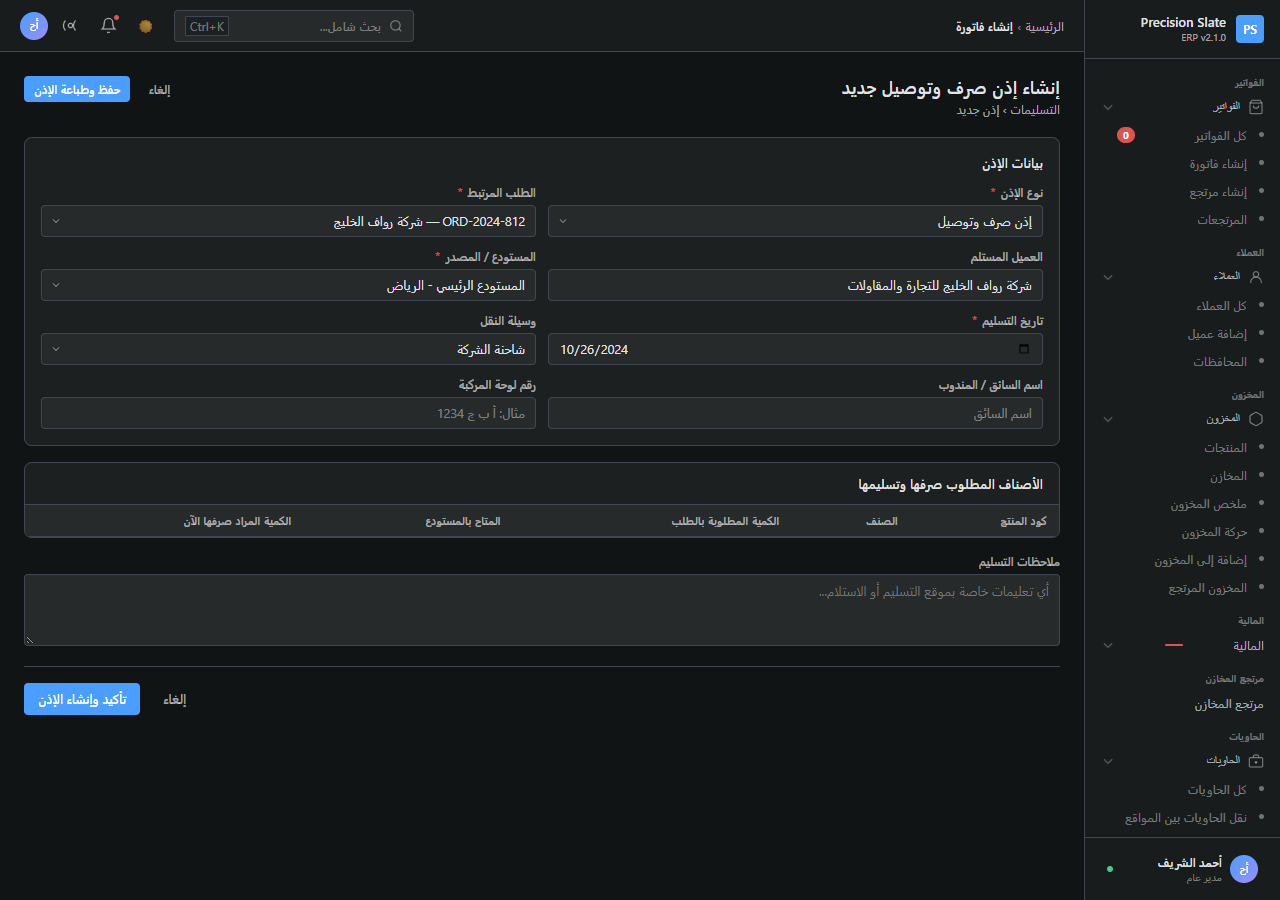 Precision Slate
PS
ERP v2.1.0
الفواتير
الفواتير
كل الفواتير
0
إنشاء فاتورة
إنشاء مرتجع
المرتجعات
العملاء
العملاء
كل العملاء
إضافة عميل
المحافظات
المخزون
المخزون
المنتجات
المخازن
ملخص المخزون
حركة المخزون
إضافة إلى المخزون
المخزون المرتجع
المالية
المالية
مرتجع المخازن
مرتجع المخازن
الحاويات
الحاويات
كل الحاويات
نقل الحاويات بين المواقع
أحمد الشريف
أح
مدير عام
الرئيسية › إنشاء فاتورة
بحث شامل...
Ctrl+K
أح
إنشاء إذن صرف وتوصيل جديد
التسليمات › إذن جديد
إلغاء
حفظ وطباعة الإذن
بيانات الإذن
نوع الإذن *
الطلب المرتبط *
إذن صرف وتوصيل
ORD-2024-812 — شركة رواف الخليج
العميل المستلم
المستودع / المصدر *
شركة رواف الخليج للتجارة والمقاولات
المستودع الرئيسي - الرياض
تاريخ التسليم *
وسيلة النقل
10/26/2024
شاحنة الشركة
اسم السائق / المندوب
رقم لوحة المركبة
اسم السائق
مثال: أ ب ج 1234
الأصناف المطلوب صرفها وتسليمها
كود المنتج
الصنف
الكمية المطلوبة بالطلب
المتاح بالمستودع
الكمية المراد صرفها الآن
ملاحظات التسليم
أي تعليمات خاصة بموقع التسليم أو الاستلام...
إلغاء
تأكيد وإنشاء الإذن